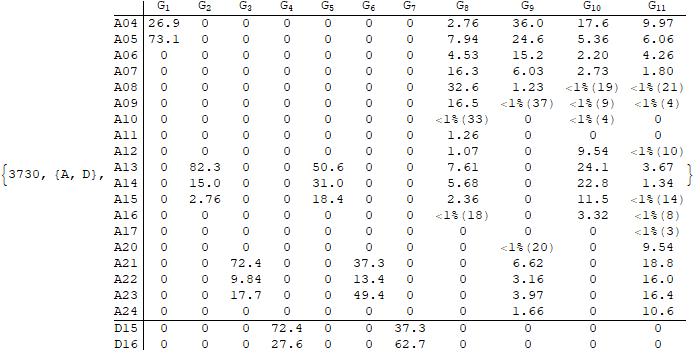 G1 G2 G3 G4 G5 G6 G7 G8 G9 G10 G11
A04 26.9 0 0 0 0 0 0 2.76 36.0 17.6 9.97
A05 73.1 0 0 0 0 0 0 7.94 24.6 5.36 6.06
A06 0 0 0 0 0 0 0 4.53 15.2 2.20 4.26
A07 0 0 0 0 0 0 0 16.3 6.03 2.73 1.80
A08 0 0 0 0 0 0 0 32.6 1.23 <1%(19) <1%(21)
A09 0 0 0 0 0 0 0 16.5 <1%(37) <1%(9) <1%(4)
A10 0 0 0 0 0 0 0 <1%(33) 0 <1%(4) 0
A11 0 0 0 0 0 0 0 1.26 0 0 0
A12 0 0 0 0 0 0 0 1.07 0 9.54 <1%(10)
{3730, {A, D}, A13 0 82.3 0 0 50.6 0 0 7.61 0 24.1 3.67 }
A14 0 15.0 0 0 31.0 0 0 5.68 0 22.8 1.34
A15 0 2.76 0 0 18.4 0 0 2.36 0 11.5 <1%(14)
A16 0 0 0 0 0 0 0 <1%(18) 0 3.32 <1%(8)
A17 0 0 0 0 0 0 0 0 0 0 <1%(3)
A20 0 0 0 0 0 0 0 0 <1%(20) 0 9.54
A21 0 0 72.4 0 0 37.3 0 0 6.62 0 18.8
A22 0 0 9.84 0 0 13.4 0 0 3.16 0 16.0
A23 0 0 17.7 0 0 49.4 0 0 3.97 0 16.4
A24 0 0 0 0 0 0 0 0 1.66 0 10.6
D15 0 0 0 72.4 0 0 37.3 0 0 0 0
D16 0 0 0 27.6 0 0 62.7 0 0 0 0